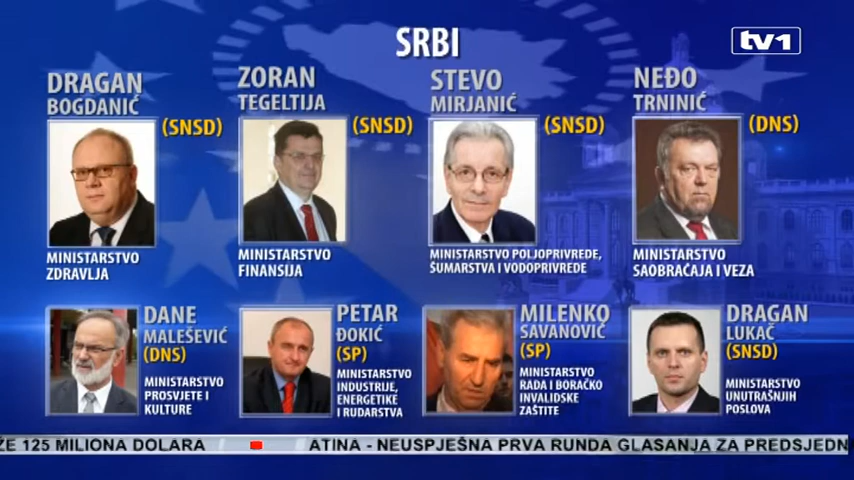 SRBI
tv1
DRAGAN
BOGDANIĆ
(SNSD)
MINISTARSTVO
ZDRAVLJA
ZORAN
TEGELTIJA
(SNSD)
MINISTARSTVO
FINANSIJA
STEVO
MIRJANIĆ
(SNSD)
MINISTARSTVO POLJOPRIVREDE,
ŠUMARSTVA I VODOPRIVREDE
NEĐO
TRNINIĆ
(DNS)
MINISTARSTVO
SAOBRAĆAJA I VEZA
DANE
MALEŠEVIĆ
(DNS)
MINISTARSTVO
PROSVJETE I
KULTURE
PETAR
ĐOKIĆ
(SP)
MINISTARSTVO
INDUSTRIJE,
ENERGETIKE
I RUDARSTVA
MILENKO
SAVANOVIĆ
(SP)
MINISTARSTVO
RADA I BORAČKO
INVALIDSKE
ZAŠTITE
DRAGAN
LUKAČ
(SNSD)
MINISTARSTVO
UNUTRAŠNJIH
POSLOVA
ŽE 125 MILIONA DOLARA ATINA - NEUSPJEŠNA PRVA RUNDA GLASANJA ZA PREDSJEDN